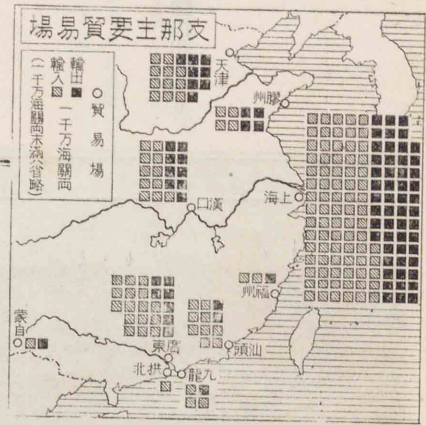 支那主要貿易場
○貿易場
輸出■
輸入▨ 一千万海關両
(一千万海關両未滿ハ省略)
天津
膠州
上海
漢口
福州
汕頭
廣東
九龍
拱北
蒙自